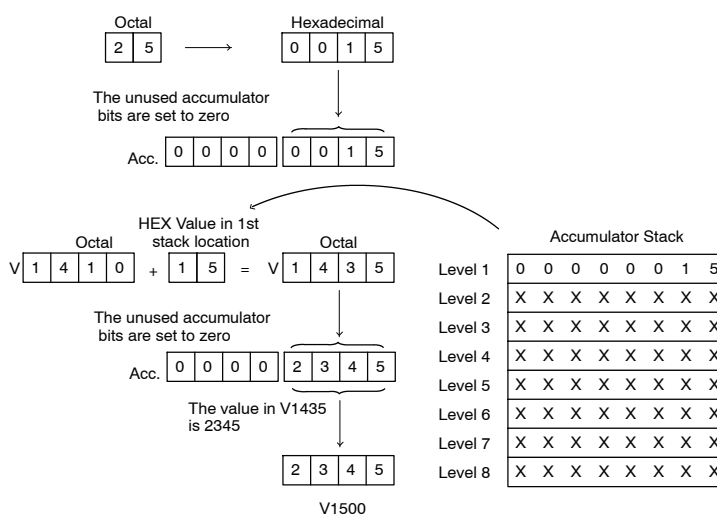 Octal Hexadecimal
2 5 0 0 1 5
The unused accumulator
bits are set to zero
Acc. 0 0 0 0 0 0 1 5
HEX Value in 1st
stack location
Octal Octal
V 1 4 1 0 + 1 5 = V 1 4 3 5
The unused accumulator
bits are set to zero
Acc. 0 0 0 0 2 3 4 5
The value in V1435
is 2345
2 3 4 5
V1500
Accumulator Stack
Level 1 0 0 0 0 0 0 1 5
Level 2 X X X X X X X X
Level 3 X X X X X X X X
Level 4 X X X X X X X X
Level 5 X X X X X X X X
Level 6 X X X X X X X X
Level 7 X X X X X X X X
Level 8 X X X X X X X X